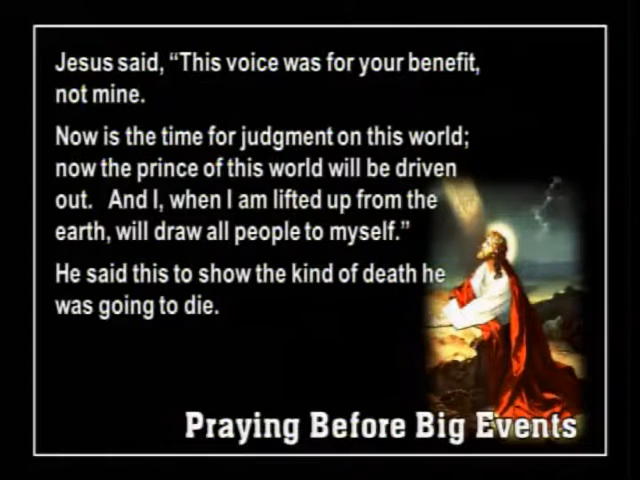 Jesus said, “This voice was for your benefit,
not mine.
Now is the time for judgment on this world;
now the prince of this world will be driven
out. And I, when I am lifted up from the
earth, will draw all people to myself.”
He said this to show the kind of death he
was going to die.
Praying Before Big Events